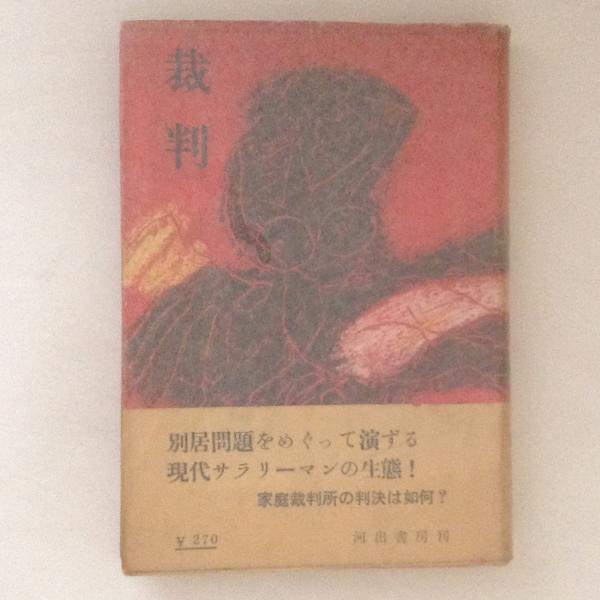 裁判
別居問題をめぐって演ずる
現代サラリーマンの生態！
家庭裁判所の判決は如何？
¥ 270
河出書房刊